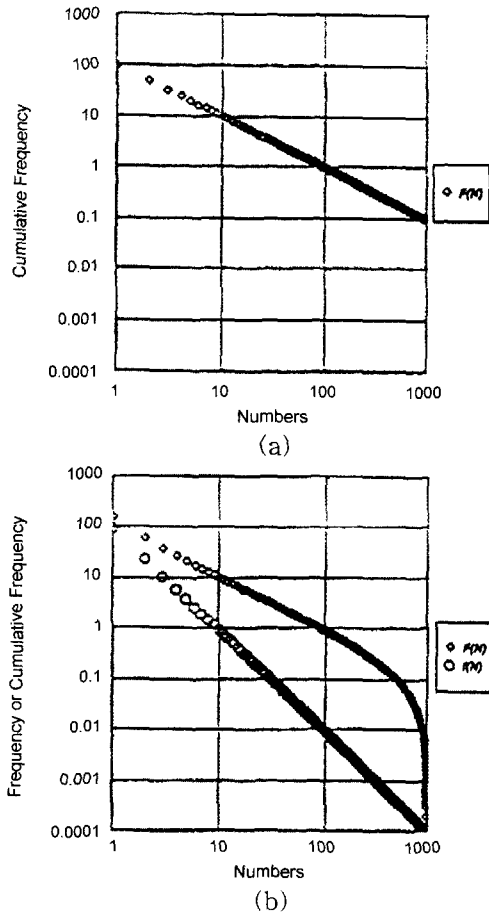 1000
100
10
1
0.1
0.01
0.001
0.0001
Cumulative Frequency
1 10 100 1000
Numbers
F(N)
(a)
1000
100
10
1
0.1
0.01
0.001
0.0001
Frequency or Cumulative Frequency
1 10 100 1000
Numbers
F(N)
f(N)
(b)